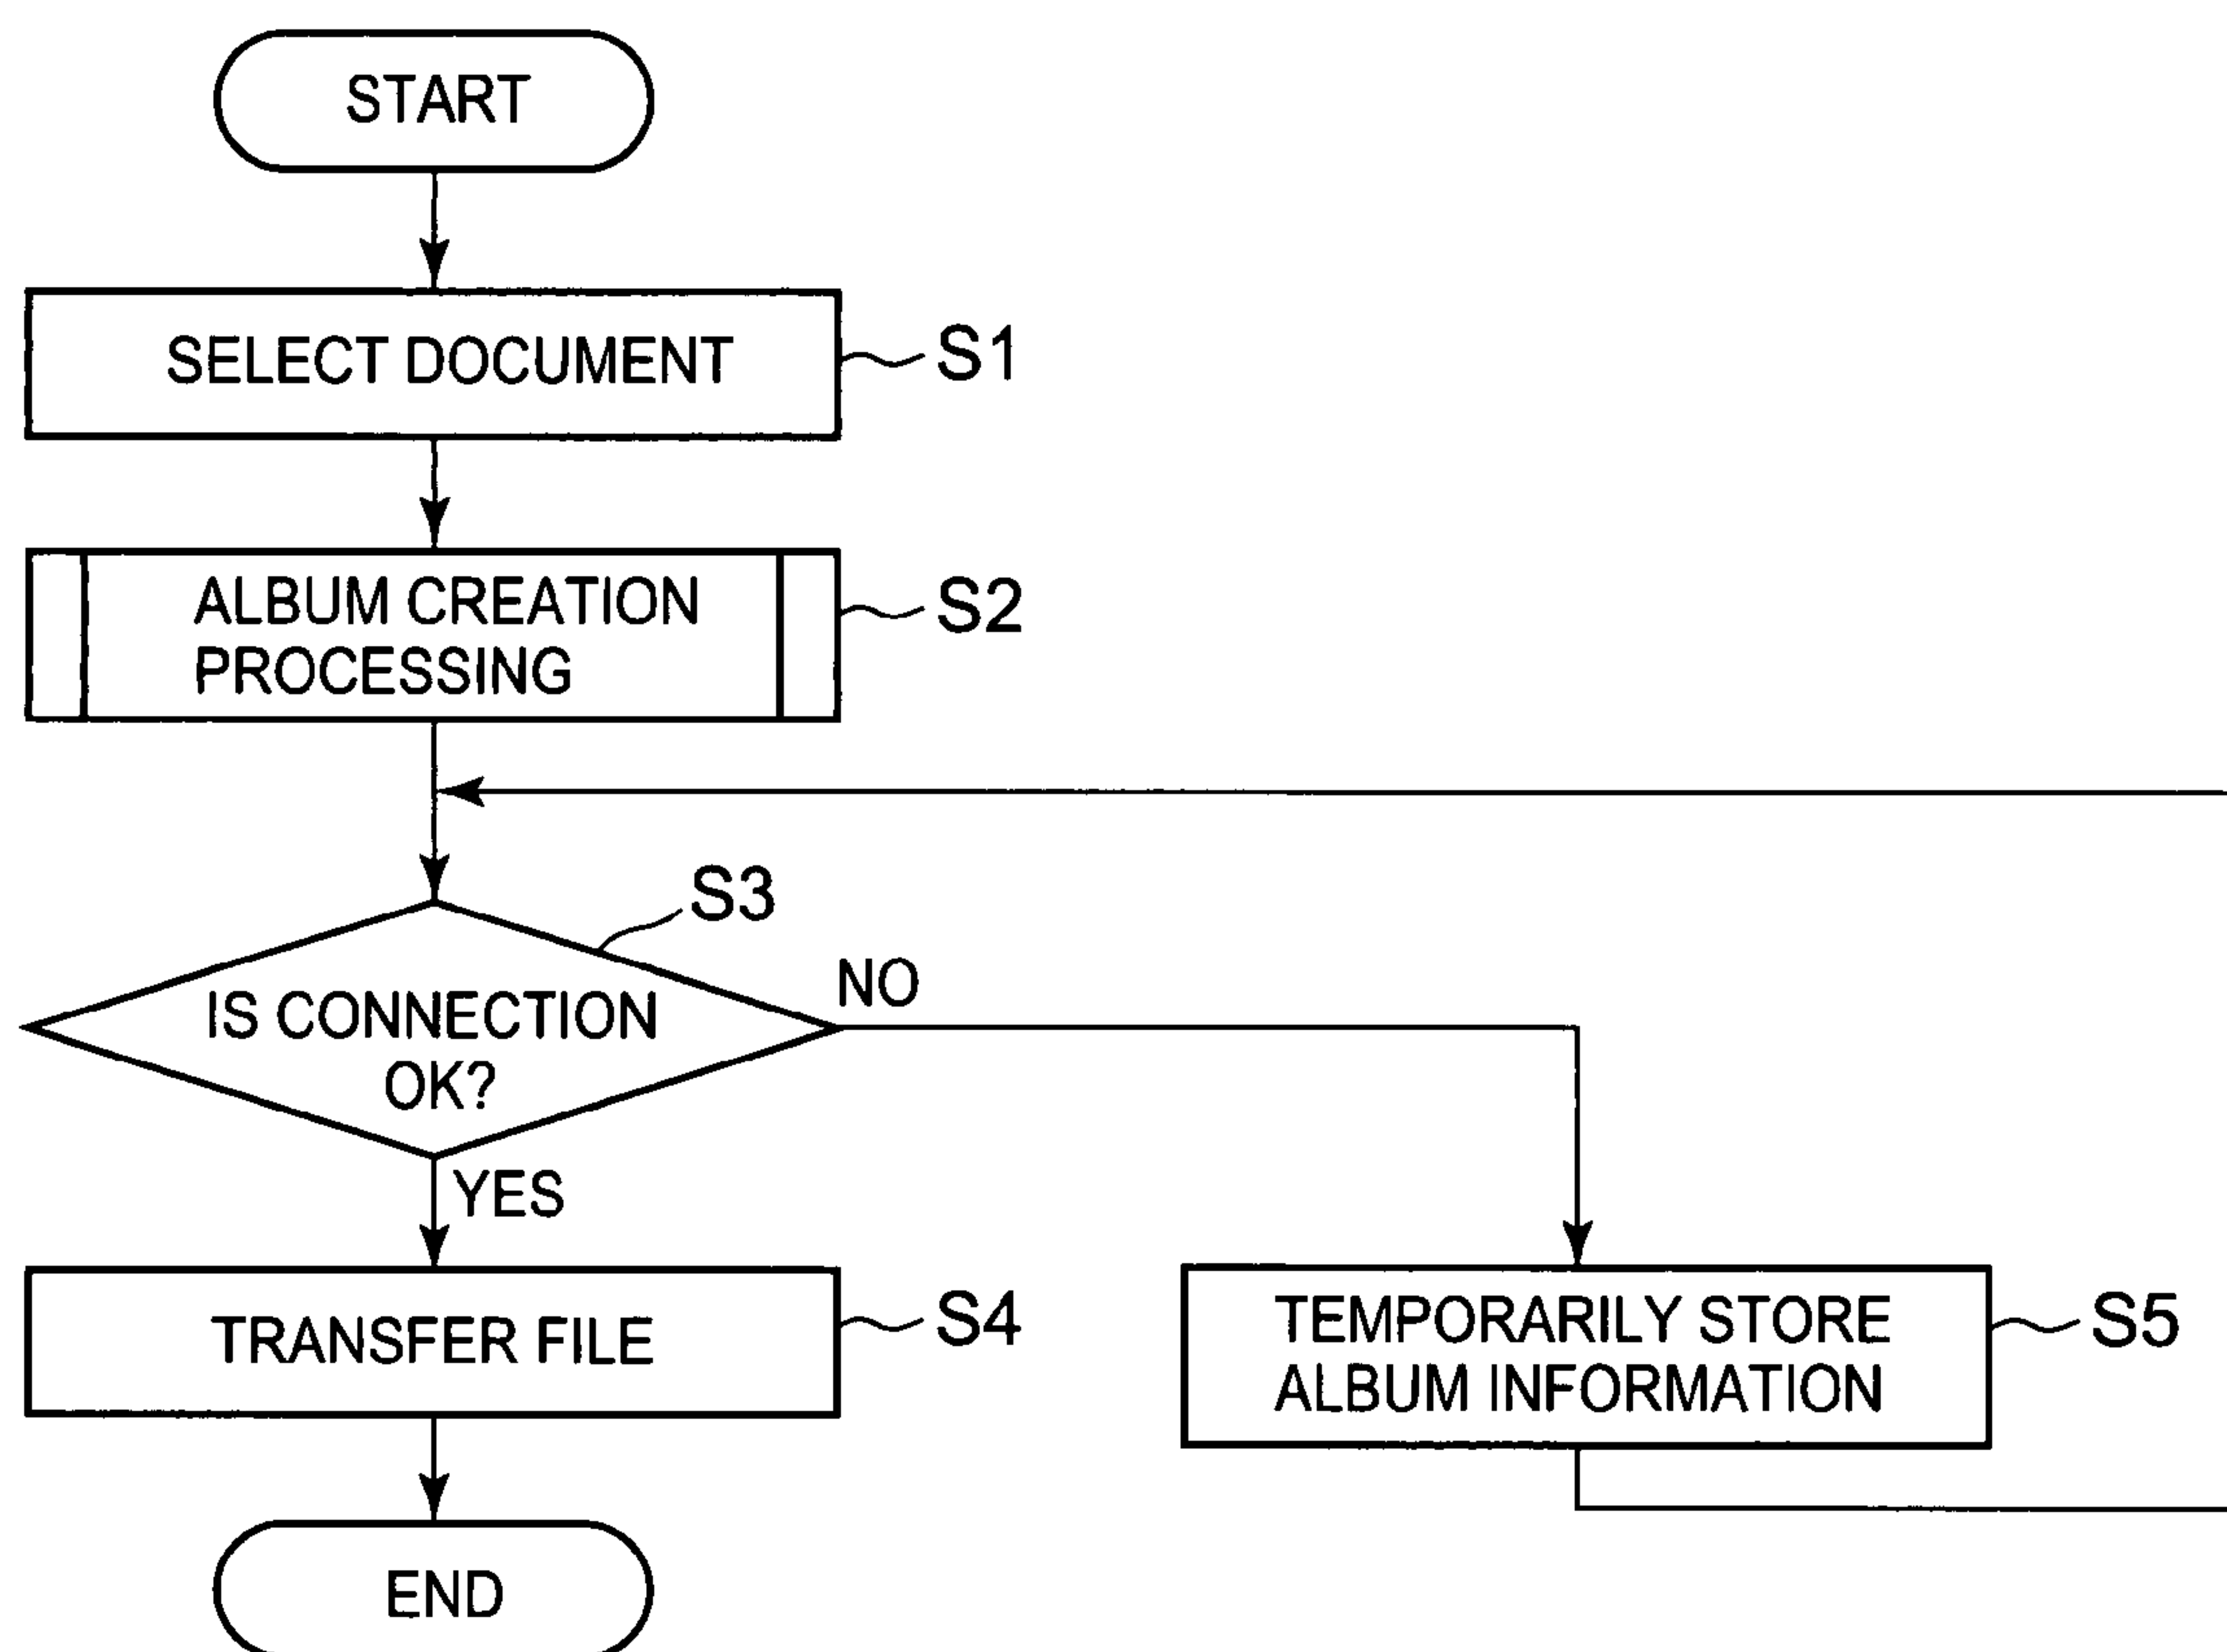 START
SELECT DOCUMENT
S1
ALBUM CREATION
PROCESSING
S2
S3
IS CONNECTION
OK?
NO
YES
TRANSFER FILE
S4
TEMPORARILY STORE
ALBUM INFORMATION
S5
END